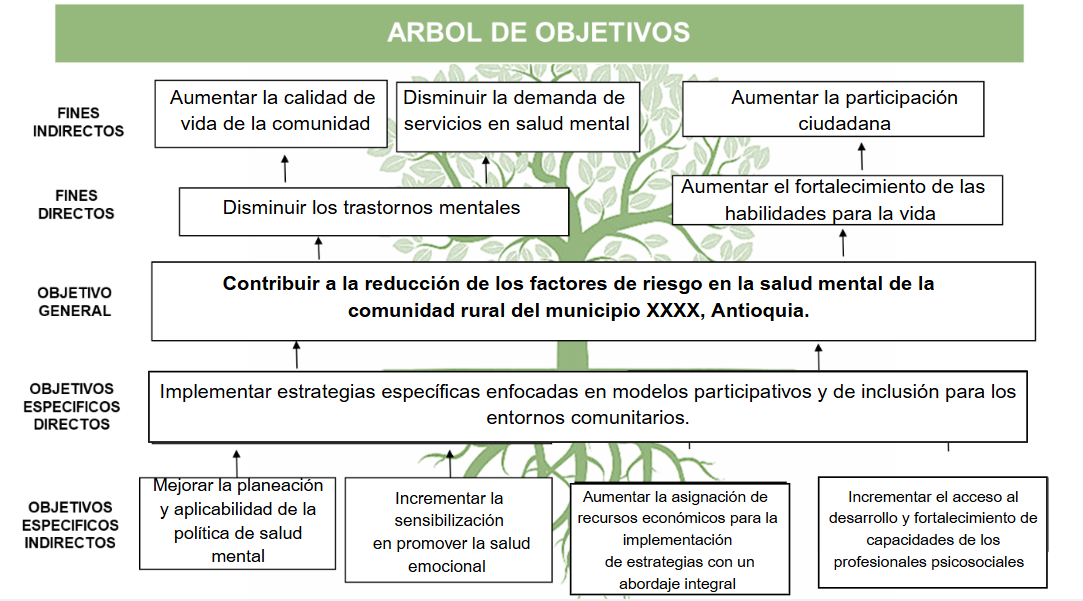 ARBOL DE OBJETIVOS
FINES
INDIRECTOS
Aumentar la calidad de
vida de la comunidad
Disminuir la demanda de
servicios en salud mental
Aumentar la participación
ciudadana
FINES
DIRECTOS
Disminuir los trastornos mentales
Aumentar el fortalecimiento de las
habilidades para la vida
OBJETIVO
GENERAL
Contribuir a la reducción de los factores de riesgo en la salud mental de la
comunidad rural del municipio XXXX, Antioquia.
OBJETIVOS
ESPECIFICOS
DIRECTOS
Implementar estrategias específicas enfocadas en modelos participativos y de inclusión para los
entornos comunitarios.
OBJETIVOS
ESPECIFICOS
INDIRECTOS
Mejorar la planeación
y aplicabilidad de la
política de salud
mental
Incrementar la
sensibilización
en promover la salud
emocional
Aumentar la asignación de
recursos económicos para la
implementación
de estrategias con un
abordaje integral
Incrementar el acceso al
desarrollo y fortalecimiento de
capacidades de los
profesionales psicosociales